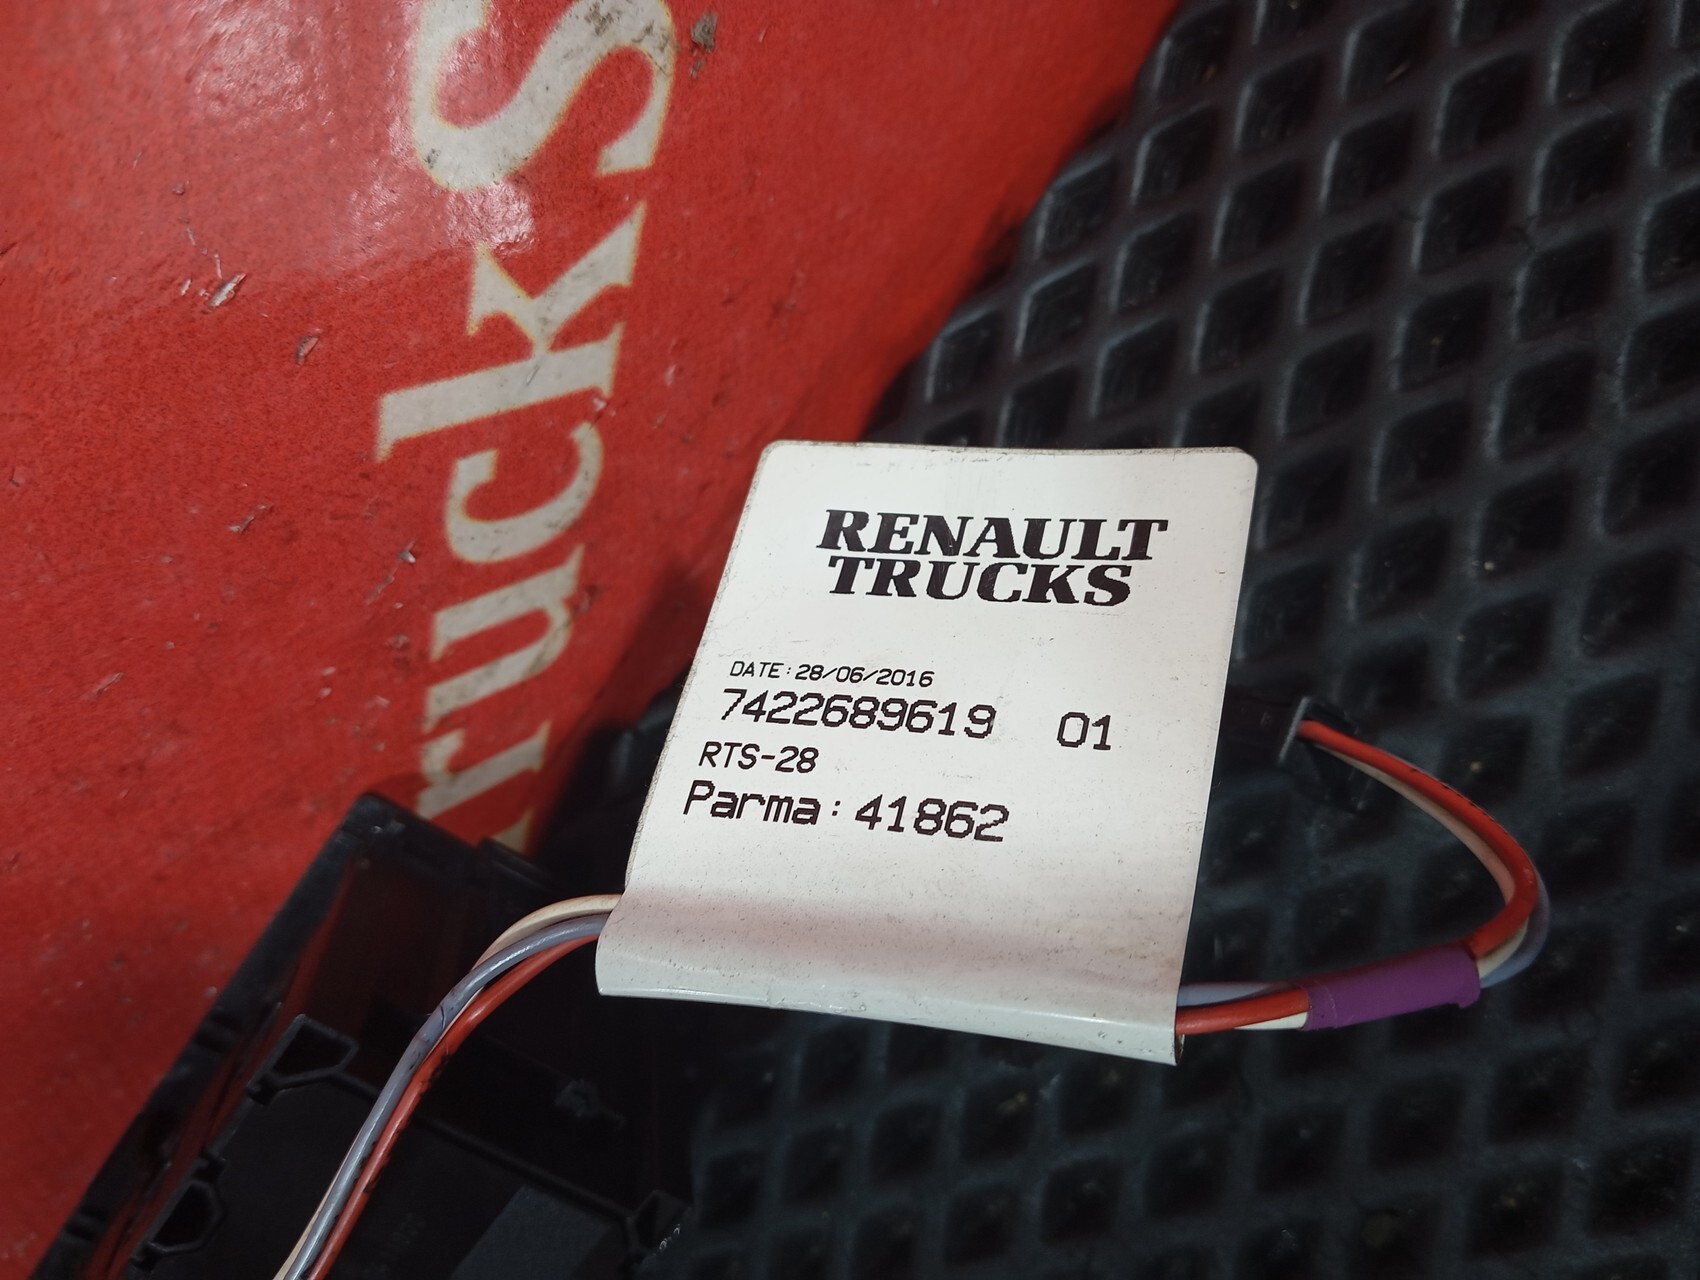 Trucks
RENAULT
TRUCKS
DATE:28/06/2016
7422689619 01
RTS-28
Parma:41862